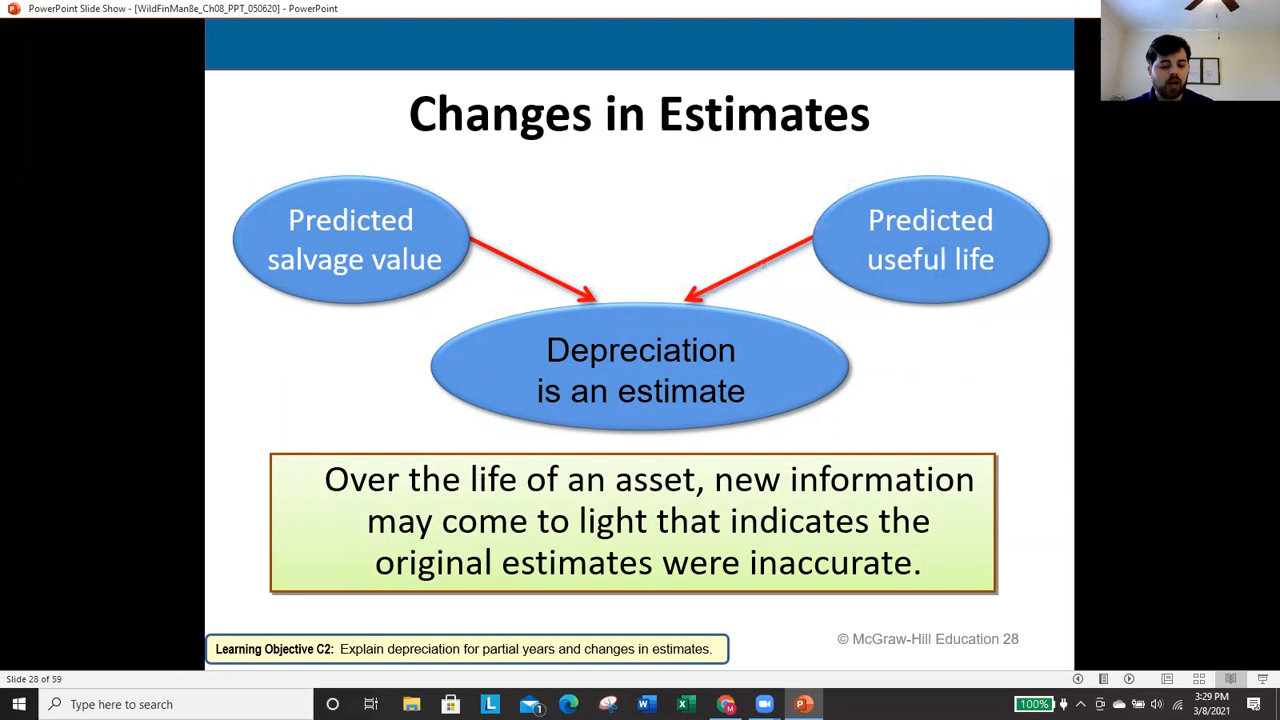 PowerPoint Slide Show - [WildFinMan8e_Ch08_PPT_050620] - PowerPoint
Changes in Estimates
Predicted
salvage value
Predicted
useful life
Depreciation
is an estimate
Over the life of an asset, new information
may come to light that indicates the
original estimates were inaccurate.
© McGraw-Hill Education 28
Learning Objective C2: Explain depreciation for partial years and changes in estimates.
Slide 28 of 59
Type here to search
100%
3:29 PM
3/8/2021